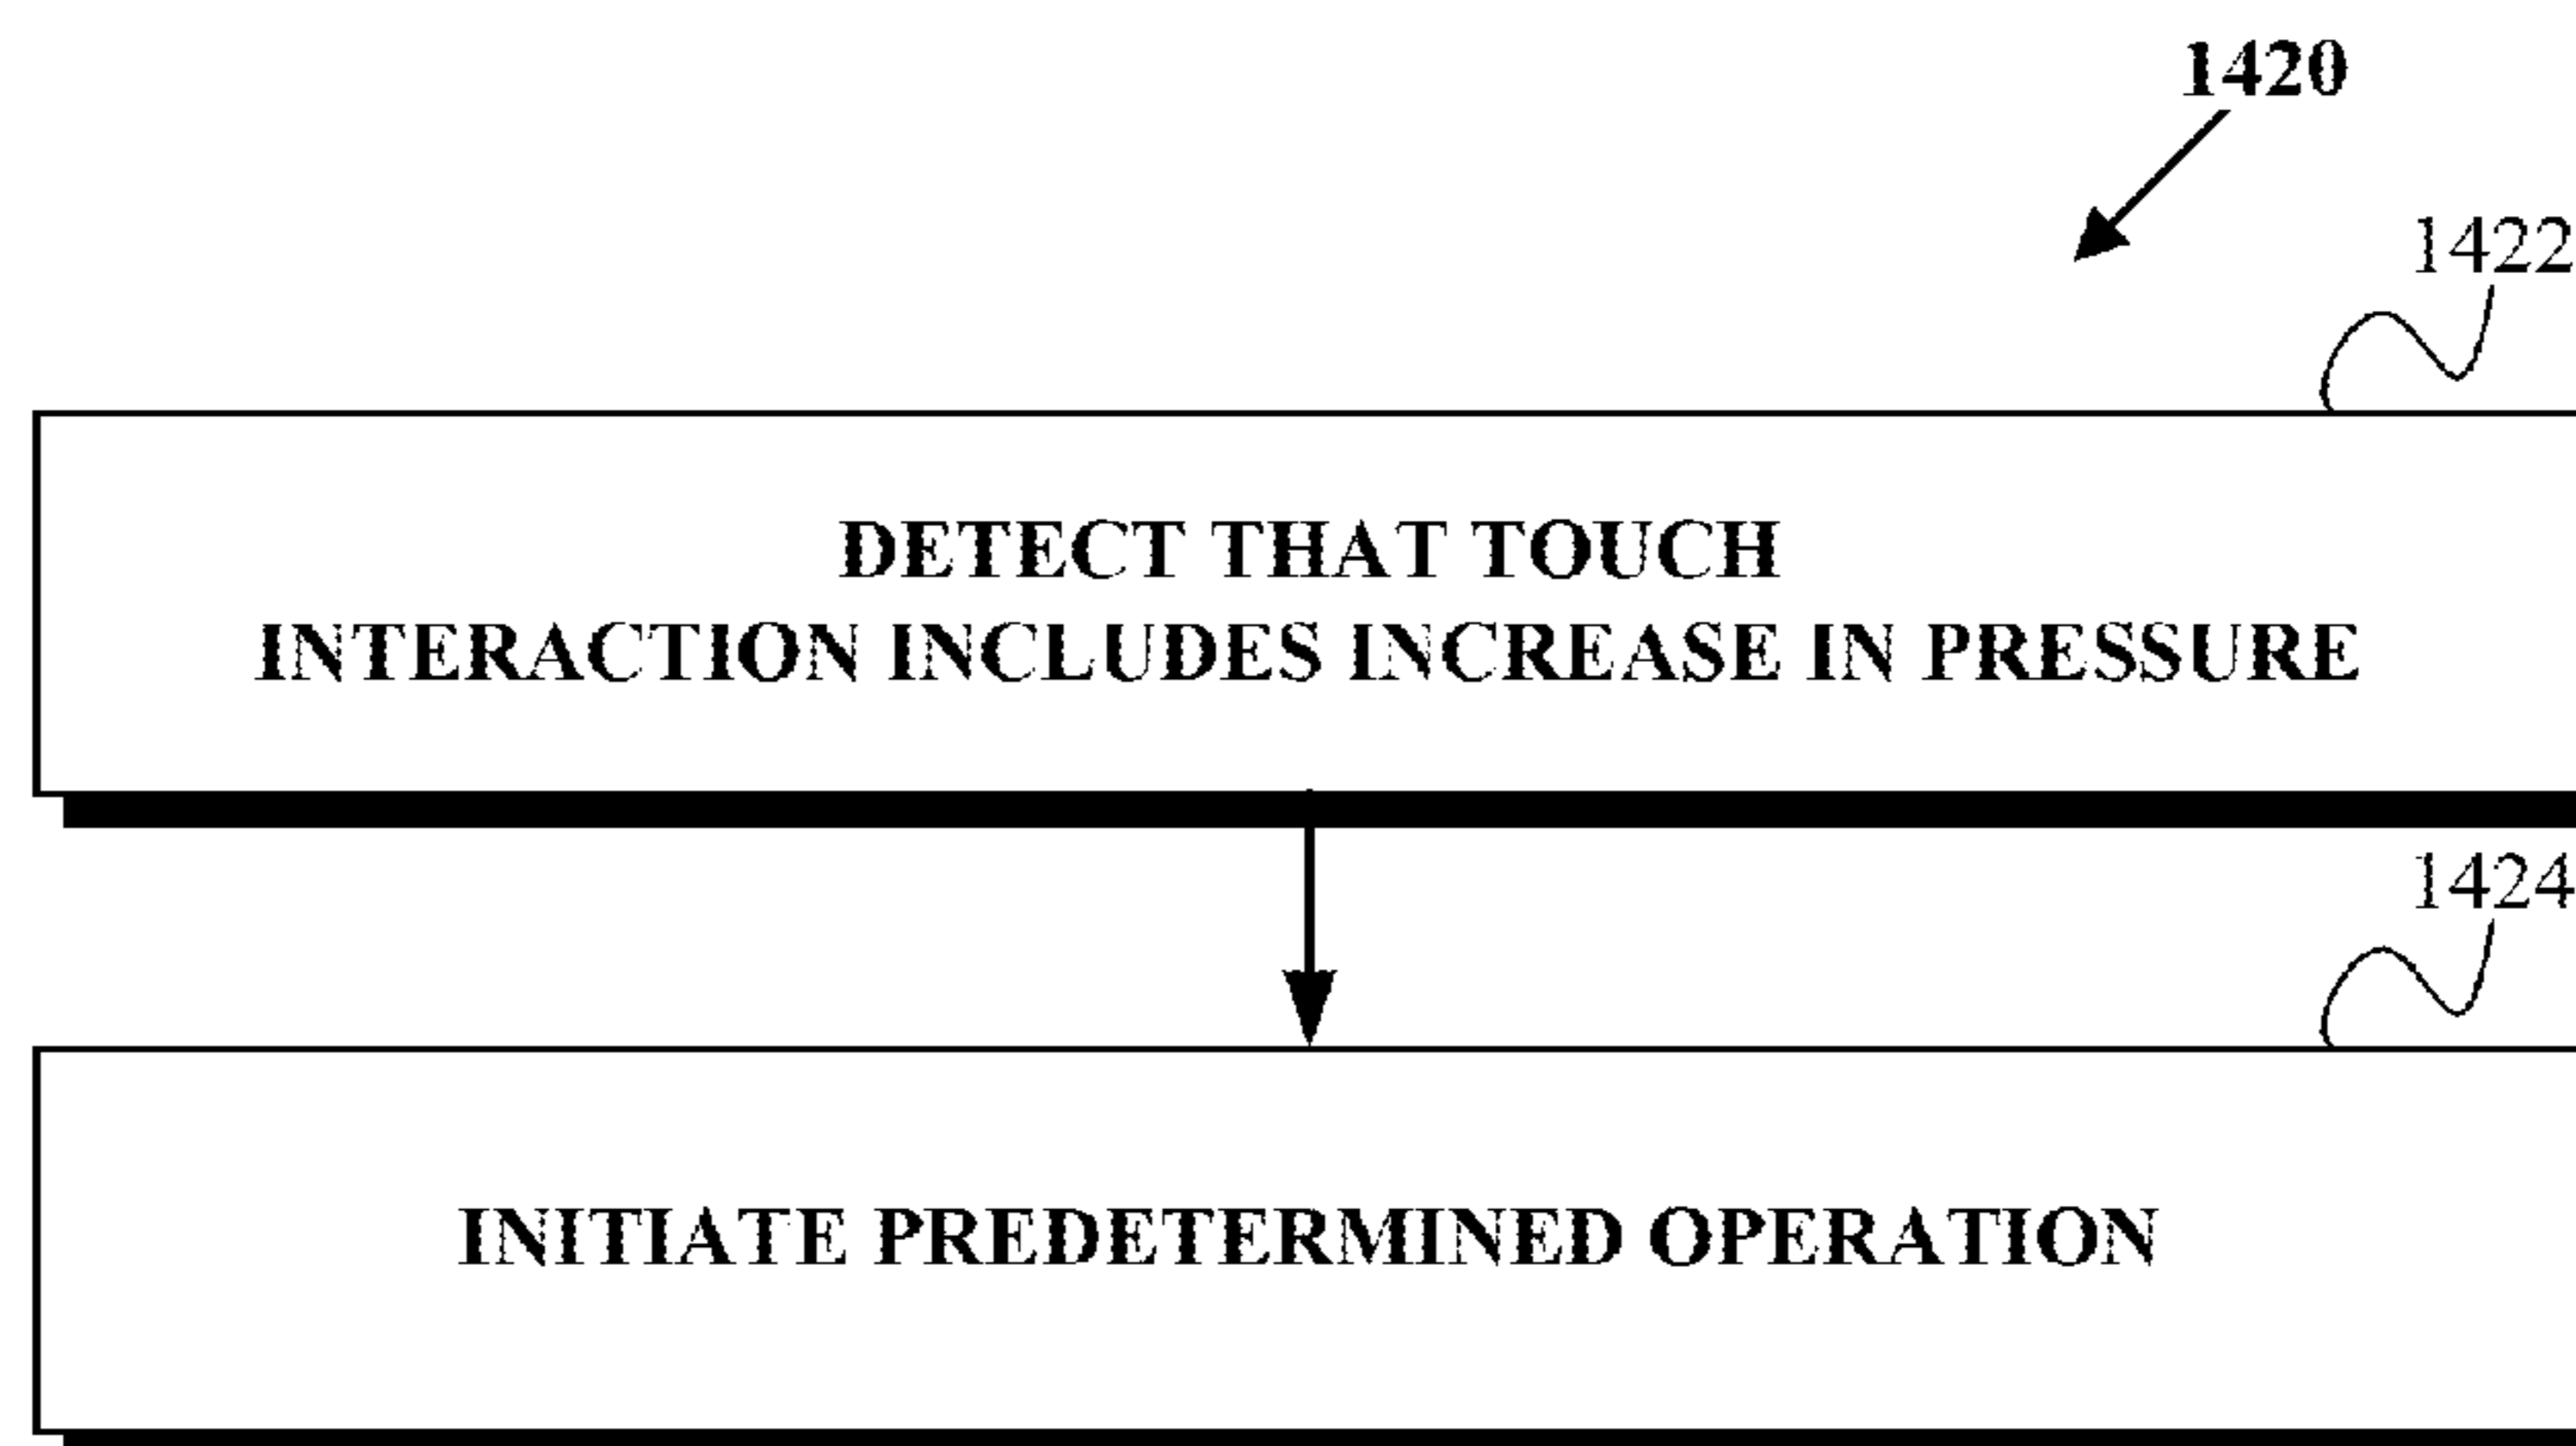 1420
1422
DETECT THAT TOUCH
INTERACTION INCLUDES INCREASE IN PRESSURE
1424
INITIATE PREDETERMINED OPERATION